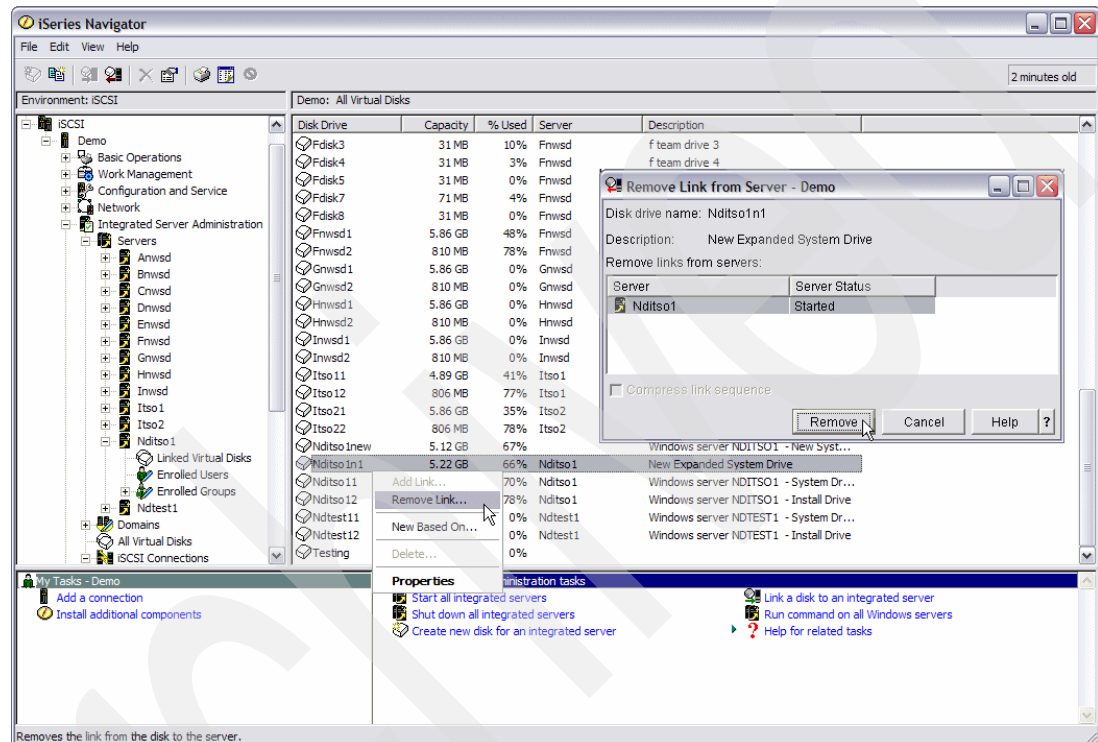 iSeries Navigator
File Edit View Help
2 minutes old
Environment: iSCSI
Demo: All Virtual Disks
iSCSI
Demo
Basic Operations
Work Management
Configuration and Service
Network
Integrated Server Administration
Servers
Anwsd
Bnwsd
Cnwsd
Dnwsd
Enwsd
Fnwsd
Gnwsd
Hnwsd
Inwsd
Itso1
Itso2
Nditso1
Linked Virtual Disks
Enrolled Users
Enrolled Groups
Ndtest1
Domains
All Virtual Disks
iSCSI Connections
Disk Drive Capacity % Used Server Description
Fdisk3 31 MB 10% Fnwsd f team drive 3
Fdisk4 31 MB 3% Fnwsd f team drive 4
Fdisk5 31 MB 0% Fnwsd
Fdisk7 71 MB 4% Fnwsd
Fdisk8 31 MB 0% Fnwsd
Fnwsd1 5.86 GB 48% Fnwsd
Fnwsd2 810 MB 78% Fnwsd
Gnwsd1 5.86 GB 0% Gnwsd
Gnwsd2 810 MB 0% Gnwsd
Hnwsd1 5.86 GB 0% Hnwsd
Hnwsd2 810 MB 0% Hnwsd
Inwsd1 5.86 GB 0% Inwsd
Inwsd2 810 MB 0% Inwsd
Itso11 4.89 GB 41% Itso1
Itso12 806 MB 77% Itso1
Itso21 5.86 GB 35% Itso2
Itso22 806 MB 78% Itso2
Nditso1new 5.12 GB 67% Windows server NDITSO1 - New Syst...
Nditso1n1 5.22 GB 66% Nditso1 New Expanded System Drive
Nditso11 70% Nditso1 Windows server NDITSO1 - System Dr...
Nditso12 78% Nditso1 Windows server NDITSO1 - Install Drive
Ndtest11 0% Ndtest1 Windows server NDTEST1 - System Dr...
Ndtest12 0% Ndtest1 Windows server NDTEST1 - Install Drive
Testing 0%
Add Link...
Remove Link...
New Based On...
Delete...
Properties
Remove Link from Server - Demo
Disk drive name: Nditso1n1
Description: New Expanded System Drive
Remove links from servers:
Server Server Status
Nditso1 Started
Compress link sequence
Remove Cancel Help ?
My Tasks - Demo
Add a connection
Install additional components
tasks
Start all integrated servers
Shut down all integrated servers
Create new disk for an integrated server
Link a disk to an integrated server
Run command on all Windows servers
Help for related tasks
Removes the link from the disk to the server.